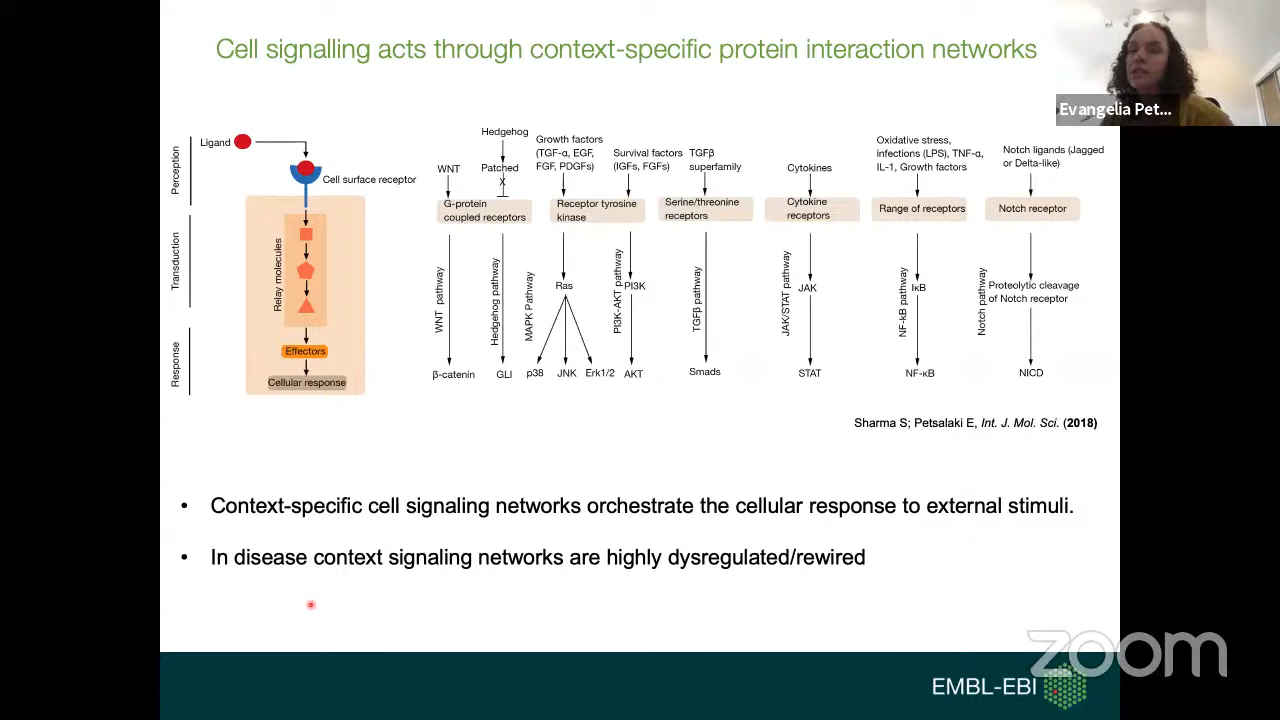 Cell signalling acts through context-specific protein interaction networks
Evangelia Pet...
Perception
Transduction
Response
Ligand
Cell surface receptor
Relay molecules
Effectors
Cellular response
WNT
Hedgehog
Patched
X
G-protein
coupled receptors
WNT pathway
β-catenin
Hedgehog pathway
GLI
Growth factors
(TGF-α, EGF,
FGF, PDGFs)
Survival factors
(IGFs, FGFs)
Receptor tyrosine
kinase
MAPK Pathway
Ras
p38
JNK
Erk1/2
PI3K-AKT pathway
PI3K
AKT
TGFβ
superfamily
Serine/threonine
receptors
TGFβ pathway
Smads
Cytokines
Cytokine
receptors
JAK/STAT pathway
JAK
STAT
Oxidative stress,
infections (LPS), TNF-α,
IL-1, Growth factors
Range of receptors
NF-kB pathway
IκB
NF-κB
Notch ligands (Jagged
or Delta-like)
Notch receptor
Notch pathway
Proteolytic cleavage
of Notch receptor
NICD
Sharma S; Petsalaki E, Int. J. Mol. Sci. (2018)
• Context-specific cell signaling networks orchestrate the cellular response to external stimuli.
• In disease context signaling networks are highly dysregulated/rewired
zoom
EMBL-EBI